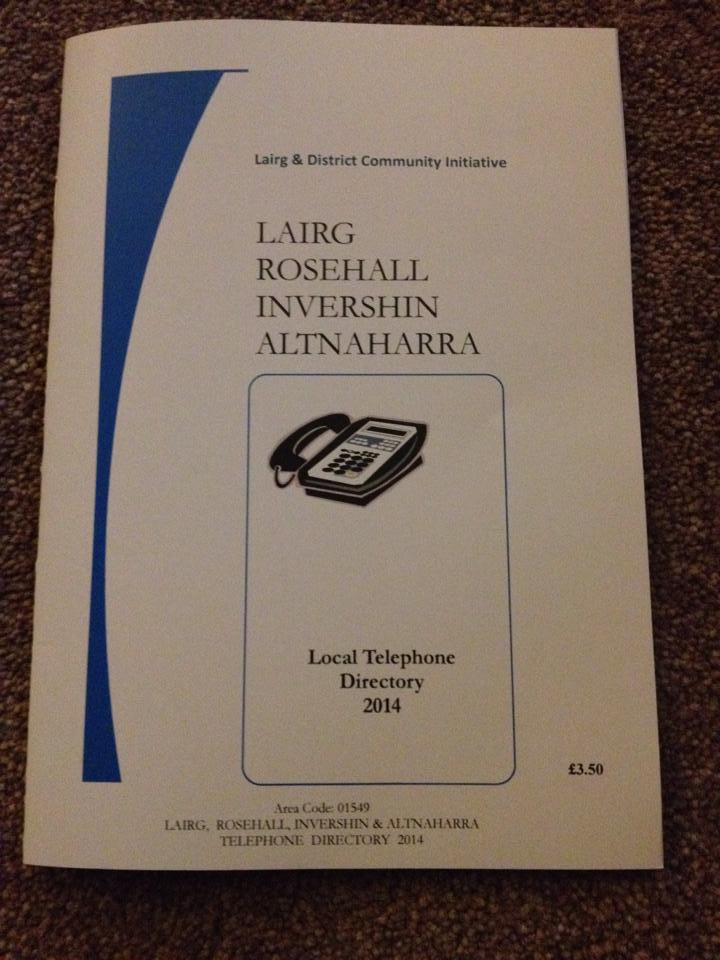 Lairg & District Community Initiative
LAIRG
ROSEHALL
INVERSHIN
ALTNAHARRA
Local Telephone
Directory
2014
£3.50
Area Code: 01549
LAIRG, ROSEHALL, INVERSHIN & ALTNAHARRA
TELEPHONE DIRECTORY 2014